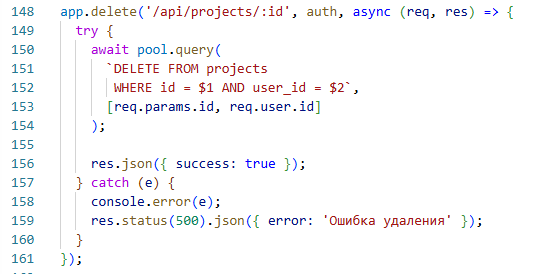 148 app.delete('/api/projects/:id', auth, async (req, res) => {
149   try {
150     await pool.query(
151       `DELETE FROM projects
152        WHERE id = $1 AND user_id = $2`,
153       [req.params.id, req.user.id]
154     );
155
156     res.json({ success: true });
157   } catch (e) {
158     console.error(e);
159     res.status(500).json({ error: 'Ошибка удаления' });
160   }
161 });